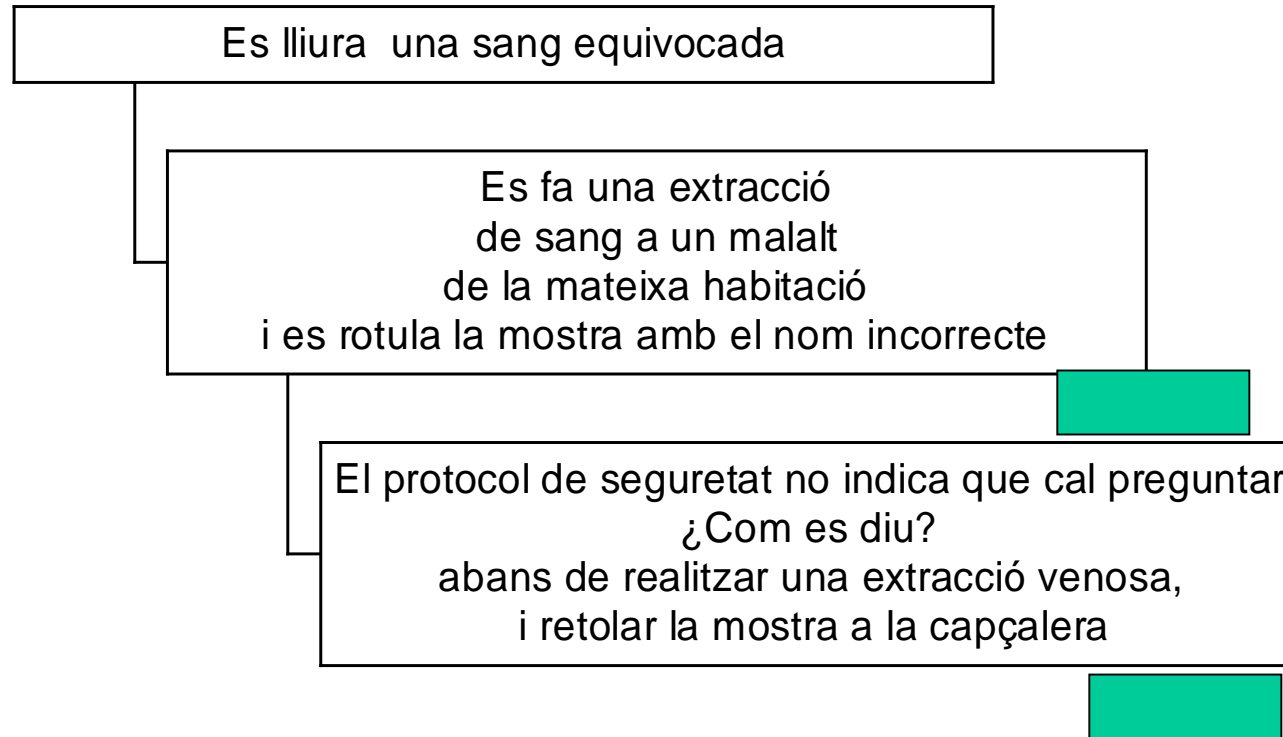 Es lliura una sang equivocada
Es fa una extracció
de sang a un malalt
de la mateixa habitació
i es rotula la mostra amb el nom incorrecte
El protocol de seguretat no indica que cal preguntar
¿Com es diu?
abans de realitzar una extracció venosa,
i retolar la mostra a la capçalera